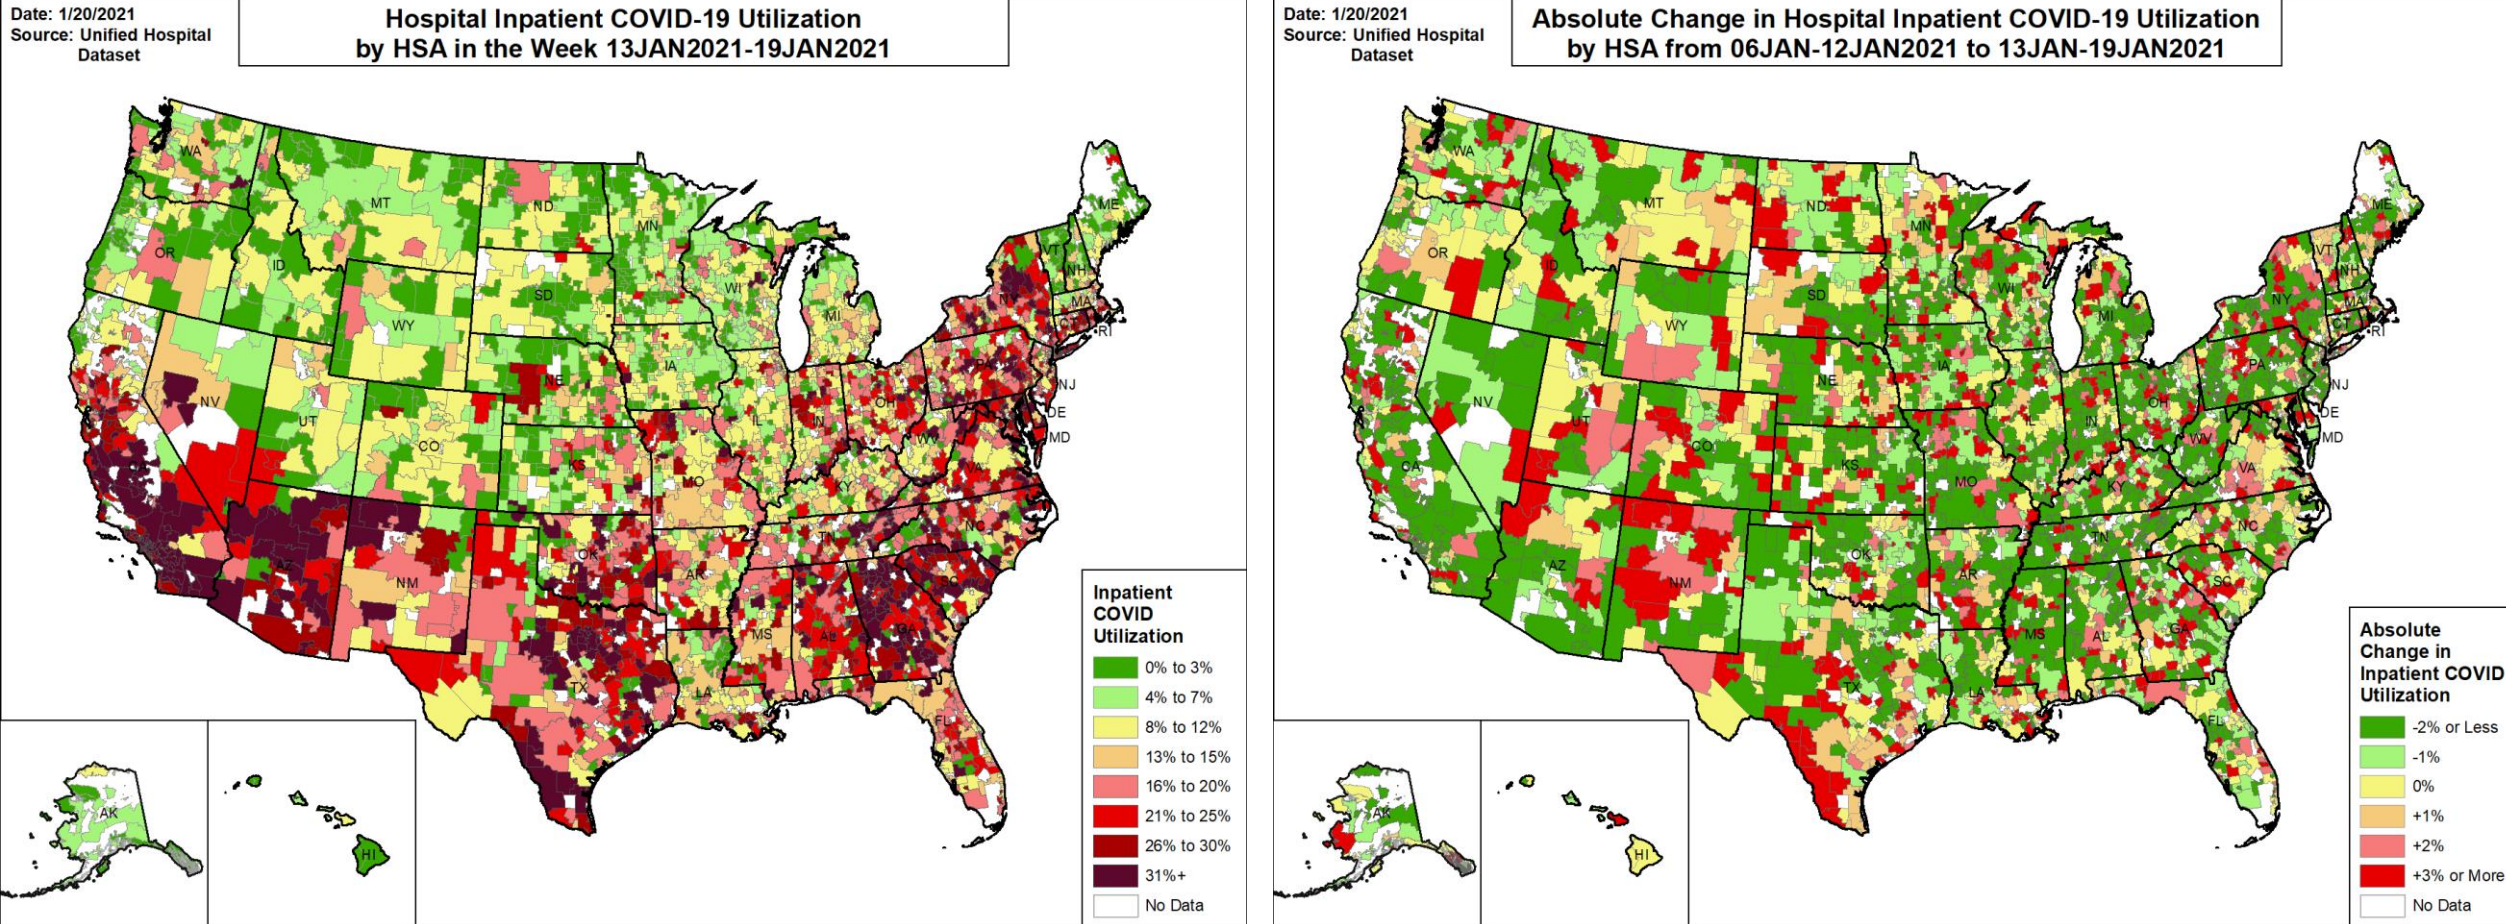 Date: 1/20/2021
Source: Unified Hospital
Dataset
Hospital Inpatient COVID-19 Utilization
by HSA in the Week 13JAN2021-19JAN2021
WA
MT
ND
MN
ME
OR
ID
SD
WI
MI
VT
NH
NY
MA
CT
RI
WY
IA
NE
PA
NJ
NV
UT
CO
IL
IN
OH
DE
MD
WV
VA
KS
MO
KY
CA
AZ
NM
OK
AR
TN
NC
SC
MS
AL
GA
TX
LA
FL
AK
HI
Inpatient
COVID
Utilization
0% to 3%
4% to 7%
8% to 12%
13% to 15%
16% to 20%
21% to 25%
26% to 30%
31%+
No Data
Date: 1/20/2021
Source: Unified Hospital
Dataset
Absolute Change in Hospital Inpatient COVID-19 Utilization
by HSA from 06JAN-12JAN2021 to 13JAN-19JAN2021
WA
MT
ND
MN
ME
OR
ID
SD
WI
MI
VT
NH
NY
MA
CT
RI
WY
IA
NE
PA
NJ
NV
UT
CO
IL
IN
OH
DE
MD
WV
VA
CA
KS
MO
KY
AZ
NM
OK
AR
TN
NC
SC
MS
AL
GA
TX
LA
FL
AK
HI
Absolute
Change in
Inpatient COVID
Utilization
-2% or Less
-1%
0%
+1%
+2%
+3% or More
No Data